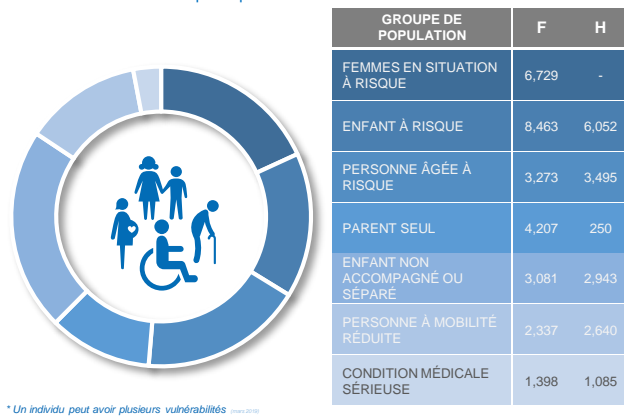 GROUPE DE
POPULATION F H
FEMMES EN SITUATION
À RISQUE 6,729 -
ENFANT À RISQUE 8,463 6,052
PERSONNE ÂGÉE À
RISQUE 3,273 3,495
PARENT SEUL 4,207 250
ENFANT NON
ACCOMPAGNÉ OU
SÉPARÉ 3,081 2,943
PERSONNE À MOBILITÉ
RÉDUITE 2,337 2,640
CONDITION MÉDICALE
SÉRIEUSE 1,398 1,085
* Un individu peut avoir plusieurs vulnérabilités